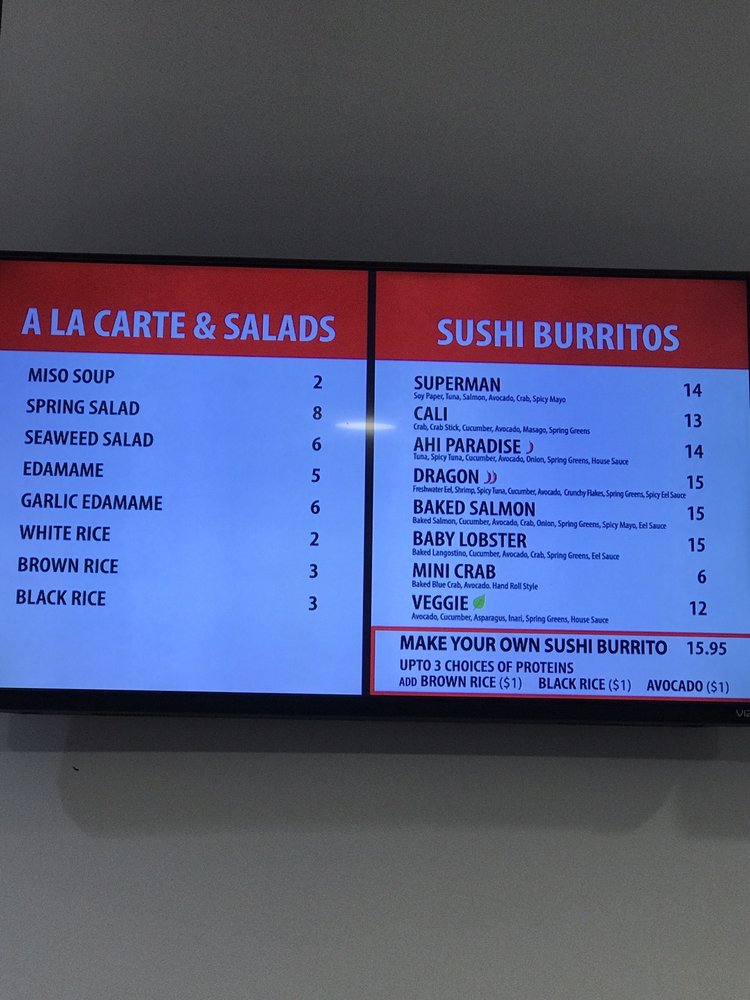 A LA CARTE & SALADS
MISO SOUP 2
SPRING SALAD 8
SEAWEED SALAD 6
EDAMAME 5
GARLIC EDAMAME 6
WHITE RICE 2
BROWN RICE 3
BLACK RICE 3
SUSHI BURRITOS
SUPERMAN 14
Soy Paper, Tuna, Salmon, Avocado, Crab, Spicy Mayo
CALI 13
Crab, Crab Stick, Cucumber, Avocado, Masago, Spring Greens
AHI PARADISE 14
Tuna, Spicy Tuna, Cucumber, Avocado, Onion, Spring Greens, House Sauce
DRAGON 15
Freshwater Eel, Shrimp, Spicy Tuna, Cucumber, Avocado, Crunchy Flakes, Spring Greens, Spicy Eel Sauce
BAKED SALMON 15
Baked Salmon, Cucumber, Avocado, Crab, Onion, Spring Greens, Spicy Mayo, Eel Sauce
BABY LOBSTER 15
Baked Langostino, Cucumber, Avocado, Crab, Spring Greens, Eel Sauce
MINI CRAB 6
Baked Blue Crab, Avocado. Hand Roll Style
VEGGIE 12
Avocado, Cucumber, Asparagus, Inari, Spring Greens, House Sauce
MAKE YOUR OWN SUSHI BURRITO 15.95
UPTO 3 CHOICES OF PROTEINS
ADD BROWN RICE ($1) BLACK RICE ($1) AVOCADO ($1)